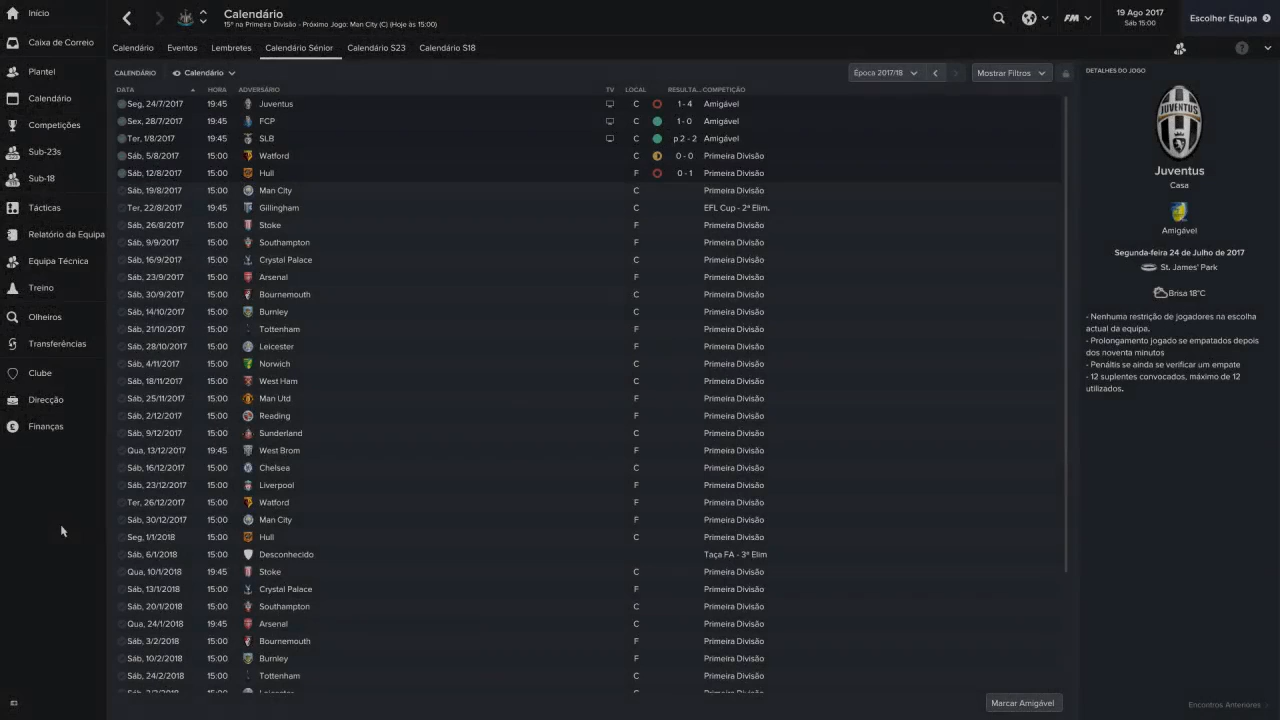 Início
Caixa de Correio
Plantel
Calendário
Competições
Sub-23s
Sub-18
Tácticas
Relatório da Equipa
Equipa Técnica
Treino
Olheiros
Transferências
Clube
Direcção
Finanças
Calendário
15º na Primeira Divisão - Próximo Jogo: Man City (C) (Hoje às 15:00)
FM
19 Ago 2017
Sáb 15:00
Escolher Equipa
Calendário Eventos Lembretes Calendário Sénior Calendário S23 Calendário S18
CALENDÁRIO Calendário Época 2017/18 Mostrar Filtros
DATA HORA ADVERSÁRIO TV LOCAL RESULTA... COMPETIÇÃO
Seg, 24/7/2017 19:45 Juventus C 1 - 4 Amigável
Sex, 28/7/2017 19:45 FCP C 1 - 0 Amigável
Ter, 1/8/2017 19:45 SLB C p 2 - 2 Amigável
Sáb, 5/8/2017 15:00 Watford C 0 - 0 Primeira Divisão
Sáb, 12/8/2017 15:00 Hull F 0 - 1 Primeira Divisão
Sáb, 19/8/2017 15:00 Man City C Primeira Divisão
Ter, 22/8/2017 19:45 Gillingham C EFL Cup - 2ª Elim.
Sáb, 26/8/2017 15:00 Stoke F Primeira Divisão
Sáb, 9/9/2017 15:00 Southampton F Primeira Divisão
Sáb, 16/9/2017 15:00 Crystal Palace C Primeira Divisão
Sáb, 23/9/2017 15:00 Arsenal F Primeira Divisão
Sáb, 30/9/2017 15:00 Bournemouth C Primeira Divisão
Sáb, 14/10/2017 15:00 Burnley C Primeira Divisão
Sáb, 21/10/2017 15:00 Tottenham F Primeira Divisão
Sáb, 28/10/2017 15:00 Leicester F Primeira Divisão
Sáb, 4/11/2017 15:00 Norwich C Primeira Divisão
Sáb, 18/11/2017 15:00 West Ham C Primeira Divisão
Sáb, 25/11/2017 15:00 Man Utd F Primeira Divisão
Sáb, 2/12/2017 15:00 Reading F Primeira Divisão
Sáb, 9/12/2017 15:00 Sunderland C Primeira Divisão
Qua, 13/12/2017 19:45 West Brom F Primeira Divisão
Sáb, 16/12/2017 15:00 Chelsea C Primeira Divisão
Sáb, 23/12/2017 15:00 Liverpool F Primeira Divisão
Ter, 26/12/2017 15:00 Watford F Primeira Divisão
Sáb, 30/12/2017 15:00 Man City F Primeira Divisão
Seg, 1/1/2018 15:00 Hull C Primeira Divisão
Sáb, 6/1/2018 15:00 Desconhecido Taça FA - 3ª Elim
Qua, 10/1/2018 19:45 Stoke C Primeira Divisão
Sáb, 13/1/2018 15:00 Crystal Palace F Primeira Divisão
Sáb, 20/1/2018 15:00 Southampton C Primeira Divisão
Qua, 24/1/2018 19:45 Arsenal C Primeira Divisão
Sáb, 3/2/2018 15:00 Bournemouth F Primeira Divisão
Sáb, 10/2/2018 15:00 Burnley F Primeira Divisão
Sáb, 24/2/2018 15:00 Tottenham C Primeira Divisão
Marcar Amigável
DETALHES DO JOGO
JUVENTUS
Juventus
Casa
Amigável
Segunda-feira 24 de Julho de 2017
St. James' Park
Brisa 18°C
- Nenhuma restrição de jogadores na escolha
actual da equipa.
- Prolongamento jogado se empatados depois
dos noventa minutos
- Penáltis se ainda se verificar um empate
- 12 suplentes convocados, máximo de 12
utilizados.
Encontros Anteriores